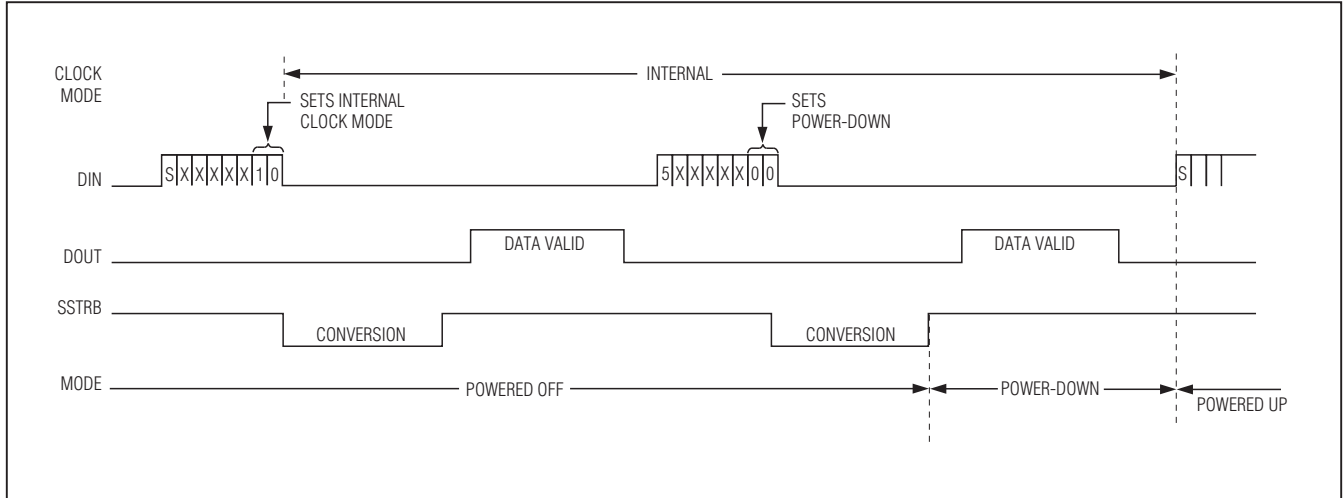 CLOCK
MODE
INTERNAL
SETS INTERNAL
CLOCK MODE
SETS
POWER-DOWN
DIN
S X X X X X 1 0
5 X X X X X 0 0
S
DOUT
DATA VALID
DATA VALID
SSTRB
CONVERSION
CONVERSION
MODE
POWERED OFF
POWER-DOWN
POWERED UP